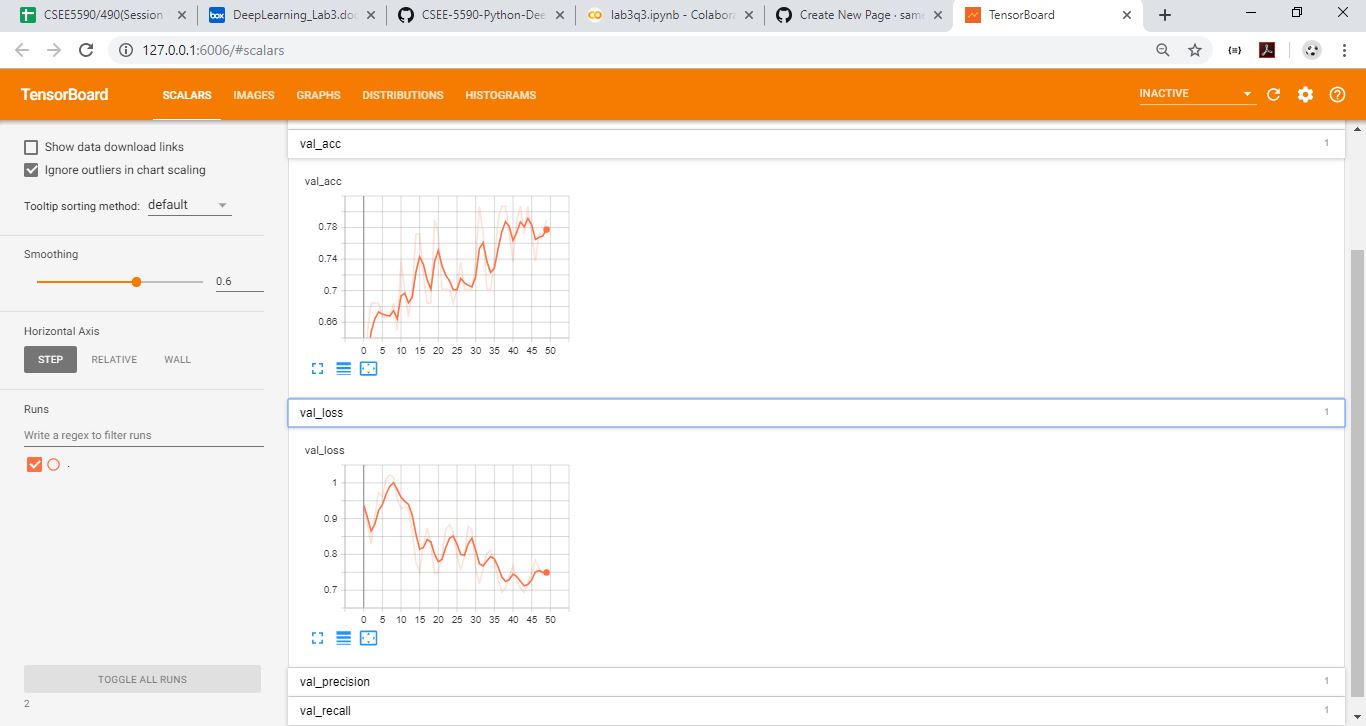 CSEE5590/490(Session
DeepLearning_Lab3.doc
CSEE-5590-Python-Dee
lab3q3.ipynb - Colabora
Create New Page · same
TensorBoard
127.0.0.1:6006/#scalars
TensorBoard
SCALARS IMAGES GRAPHS DISTRIBUTIONS HISTOGRAMS
INACTIVE
Show data download links
Ignore outliers in chart scaling
Tooltip sorting method: default
Smoothing
0.6
Horizontal Axis
STEP RELATIVE WALL
Runs
Write a regex to filter runs
.
TOGGLE ALL RUNS
2
val_acc 1
val_acc
0.78
0.74
0.7
0.66
0 5 10 15 20 25 30 35 40 45 50
val_loss 1
val_loss
1
0.9
0.8
0.7
0 5 10 15 20 25 30 35 40 45 50
val_precision 1
val_recall 1